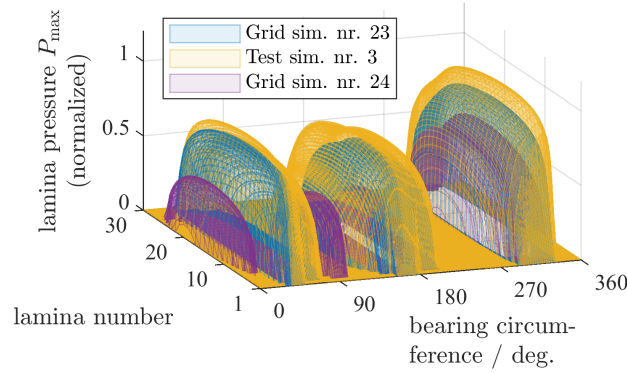 Grid sim. nr. 23
Test sim. nr. 3
Grid sim. nr. 24
lamina pressure P_max
(normalized)
1
0.5
0
30
20
10
1
lamina number
0
90
180
270
360
bearing circum-
ference / deg.